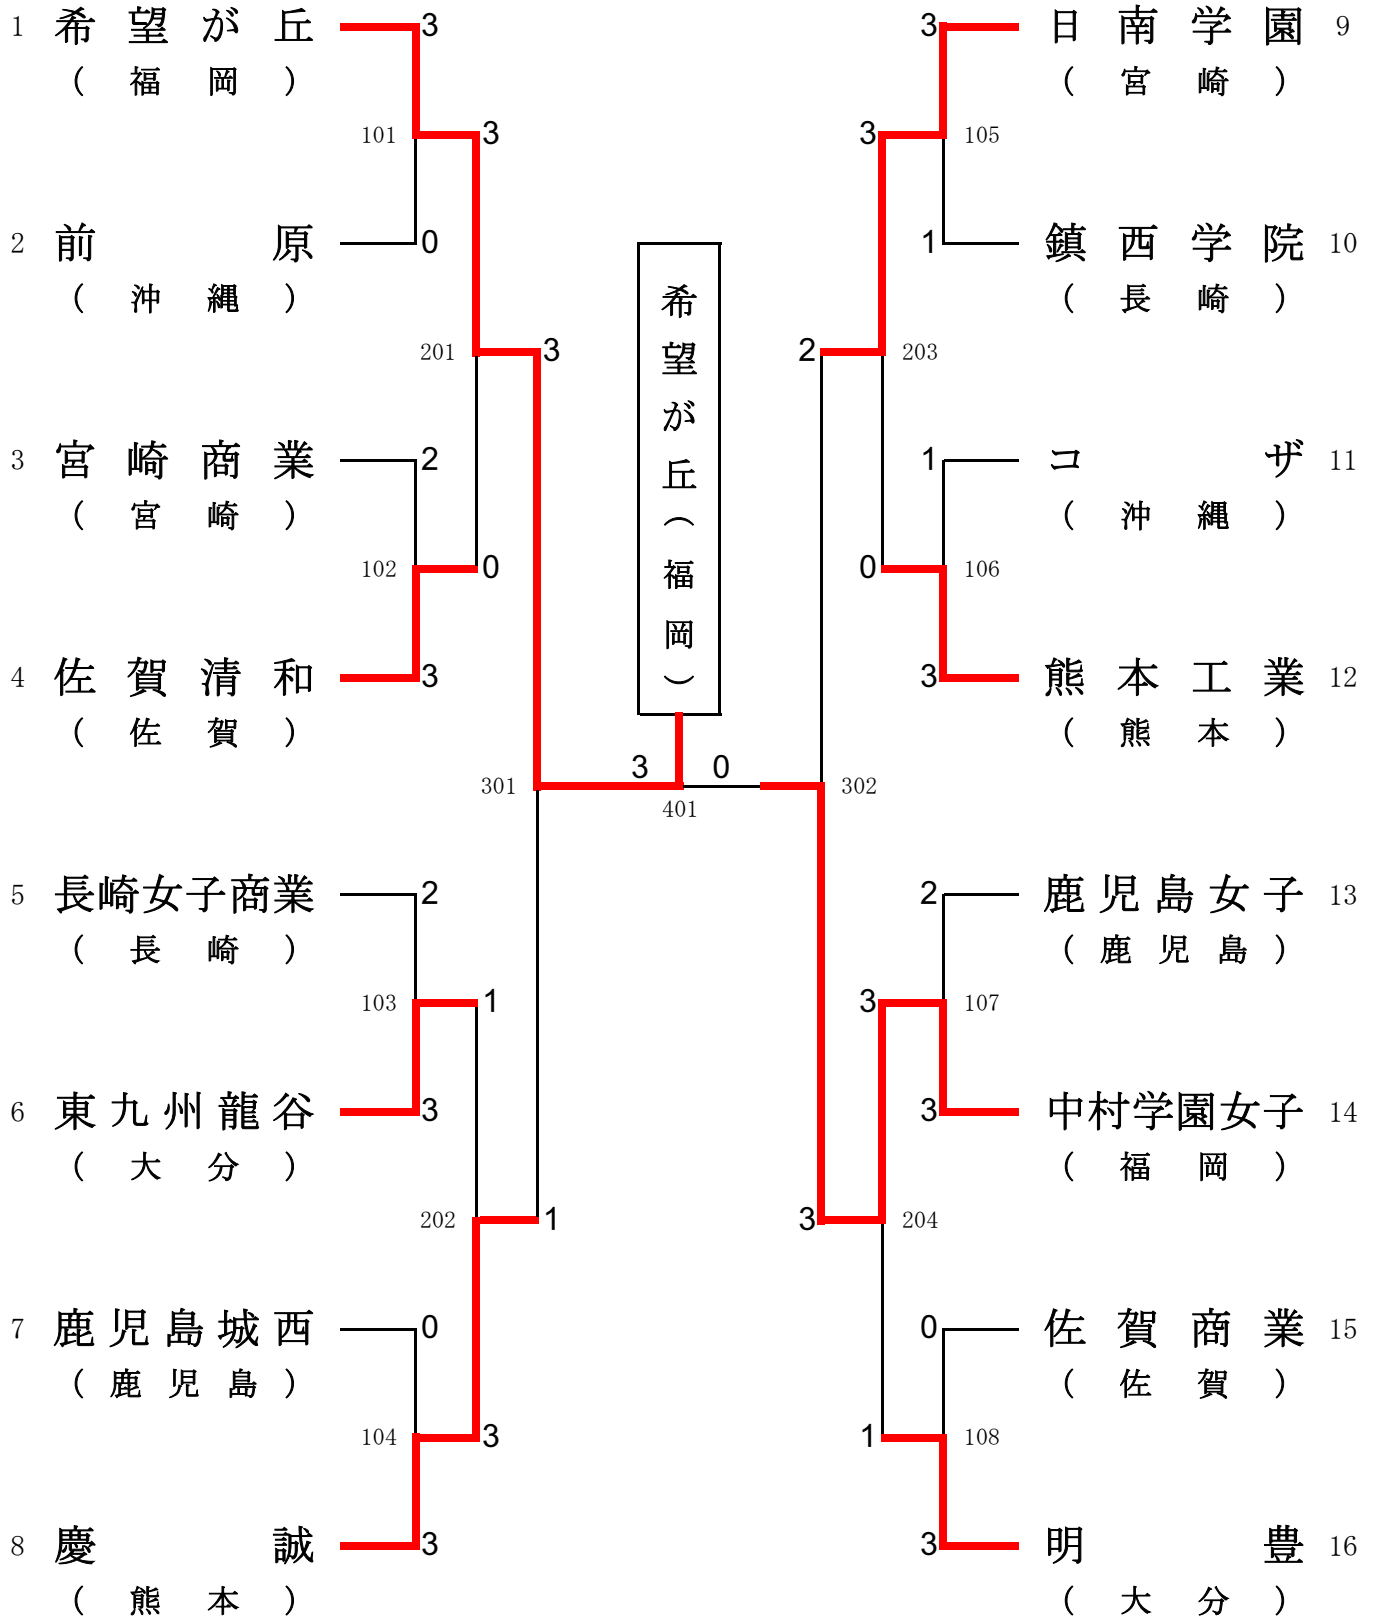 1 希望が丘 3
(福岡)
101 3
2 前原 0
(沖縄)
201 3
3 宮崎商業 2
(宮崎)
102 0
4 佐賀清和 3
(佐賀)
301
5 長崎女子商業 2
(長崎)
103 1
6 東九州龍谷 3
(大分)
202 1
7 鹿児島城西 0
(鹿児島)
104 3
8 慶誠 3
(熊本)
希望が丘(福岡)
3 0
401
3 日南学園 9
(宮崎)
3 105
1 鎮西学院 10
(長崎)
2 203
1 コザ 11
(沖縄)
0 106
3 熊本工業 12
(熊本)
302
2 鹿児島女子 13
(鹿児島)
3 107
3 中村学園女子 14
(福岡)
3 204
0 佐賀商業 15
(佐賀)
1 108
3 明豊 16
(大分)